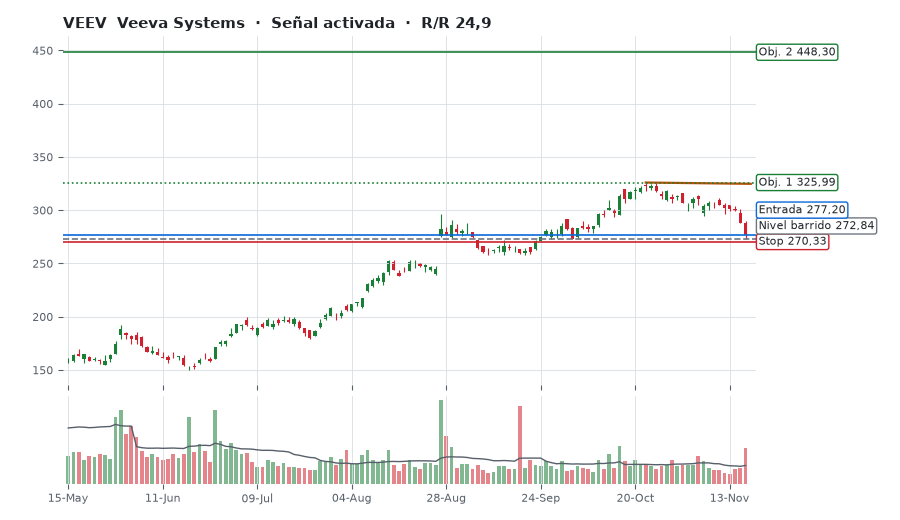 VEEV Veeva Systems · Señal activada · R/R 24,9
450
400
350
300
250
200
150
Obj. 2 448,30
Obj. 1 325,99
Entrada 277,20
Nivel barrido 272,84
Stop 270,33
15-May
11-Jun
09-Jul
04-Aug
28-Aug
24-Sep
20-Oct
13-Nov